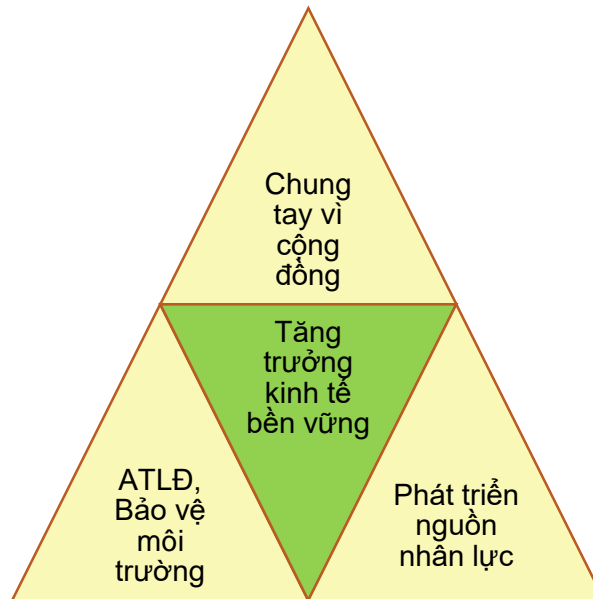 Chung
tay vì
cộng
đồng
Tăng
trưởng
kinh tế
bền vững
ATLĐ,
Bảo vệ
môi
trường
Phát triển
nguồn
nhân lực